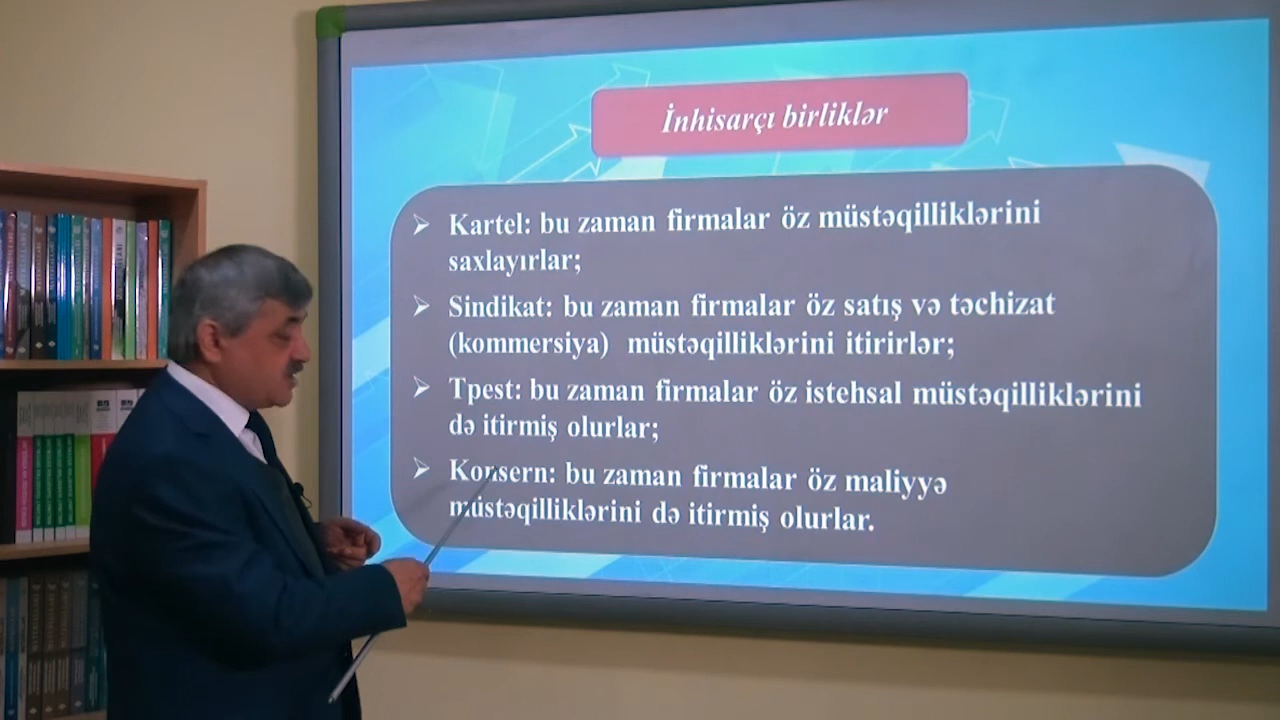 İnhisarçı birliklər
Kartel: bu zaman firmalar öz müstəqilliklərini
saxlayırlar;
Sindikat: bu zaman firmalar öz satış və təchizat
(kommersiya) müstəqilliklərini itirirlər;
Tpest: bu zaman firmalar öz istehsal müstəqilliklərini
də itirmiş olurlar;
Konsern: bu zaman firmalar öz maliyyə
müstəqilliklərini də itirmiş olurlar.